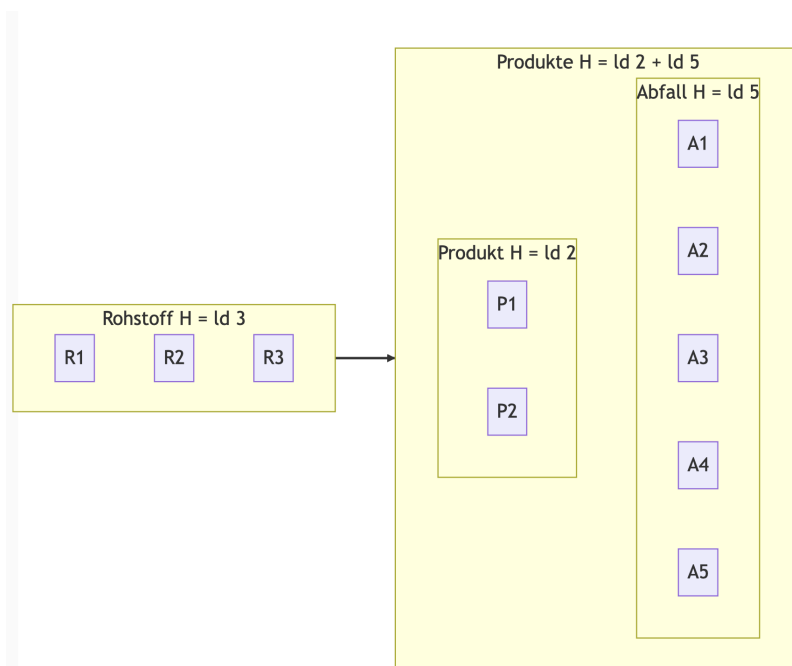 Produkte H = ld 2 + ld 5
Abfall H = ld 5
A1
A2
Produkt H = ld 2
P1
Rohstoff H = ld 3
R1 R2 R3
A3
P2
A4
A5